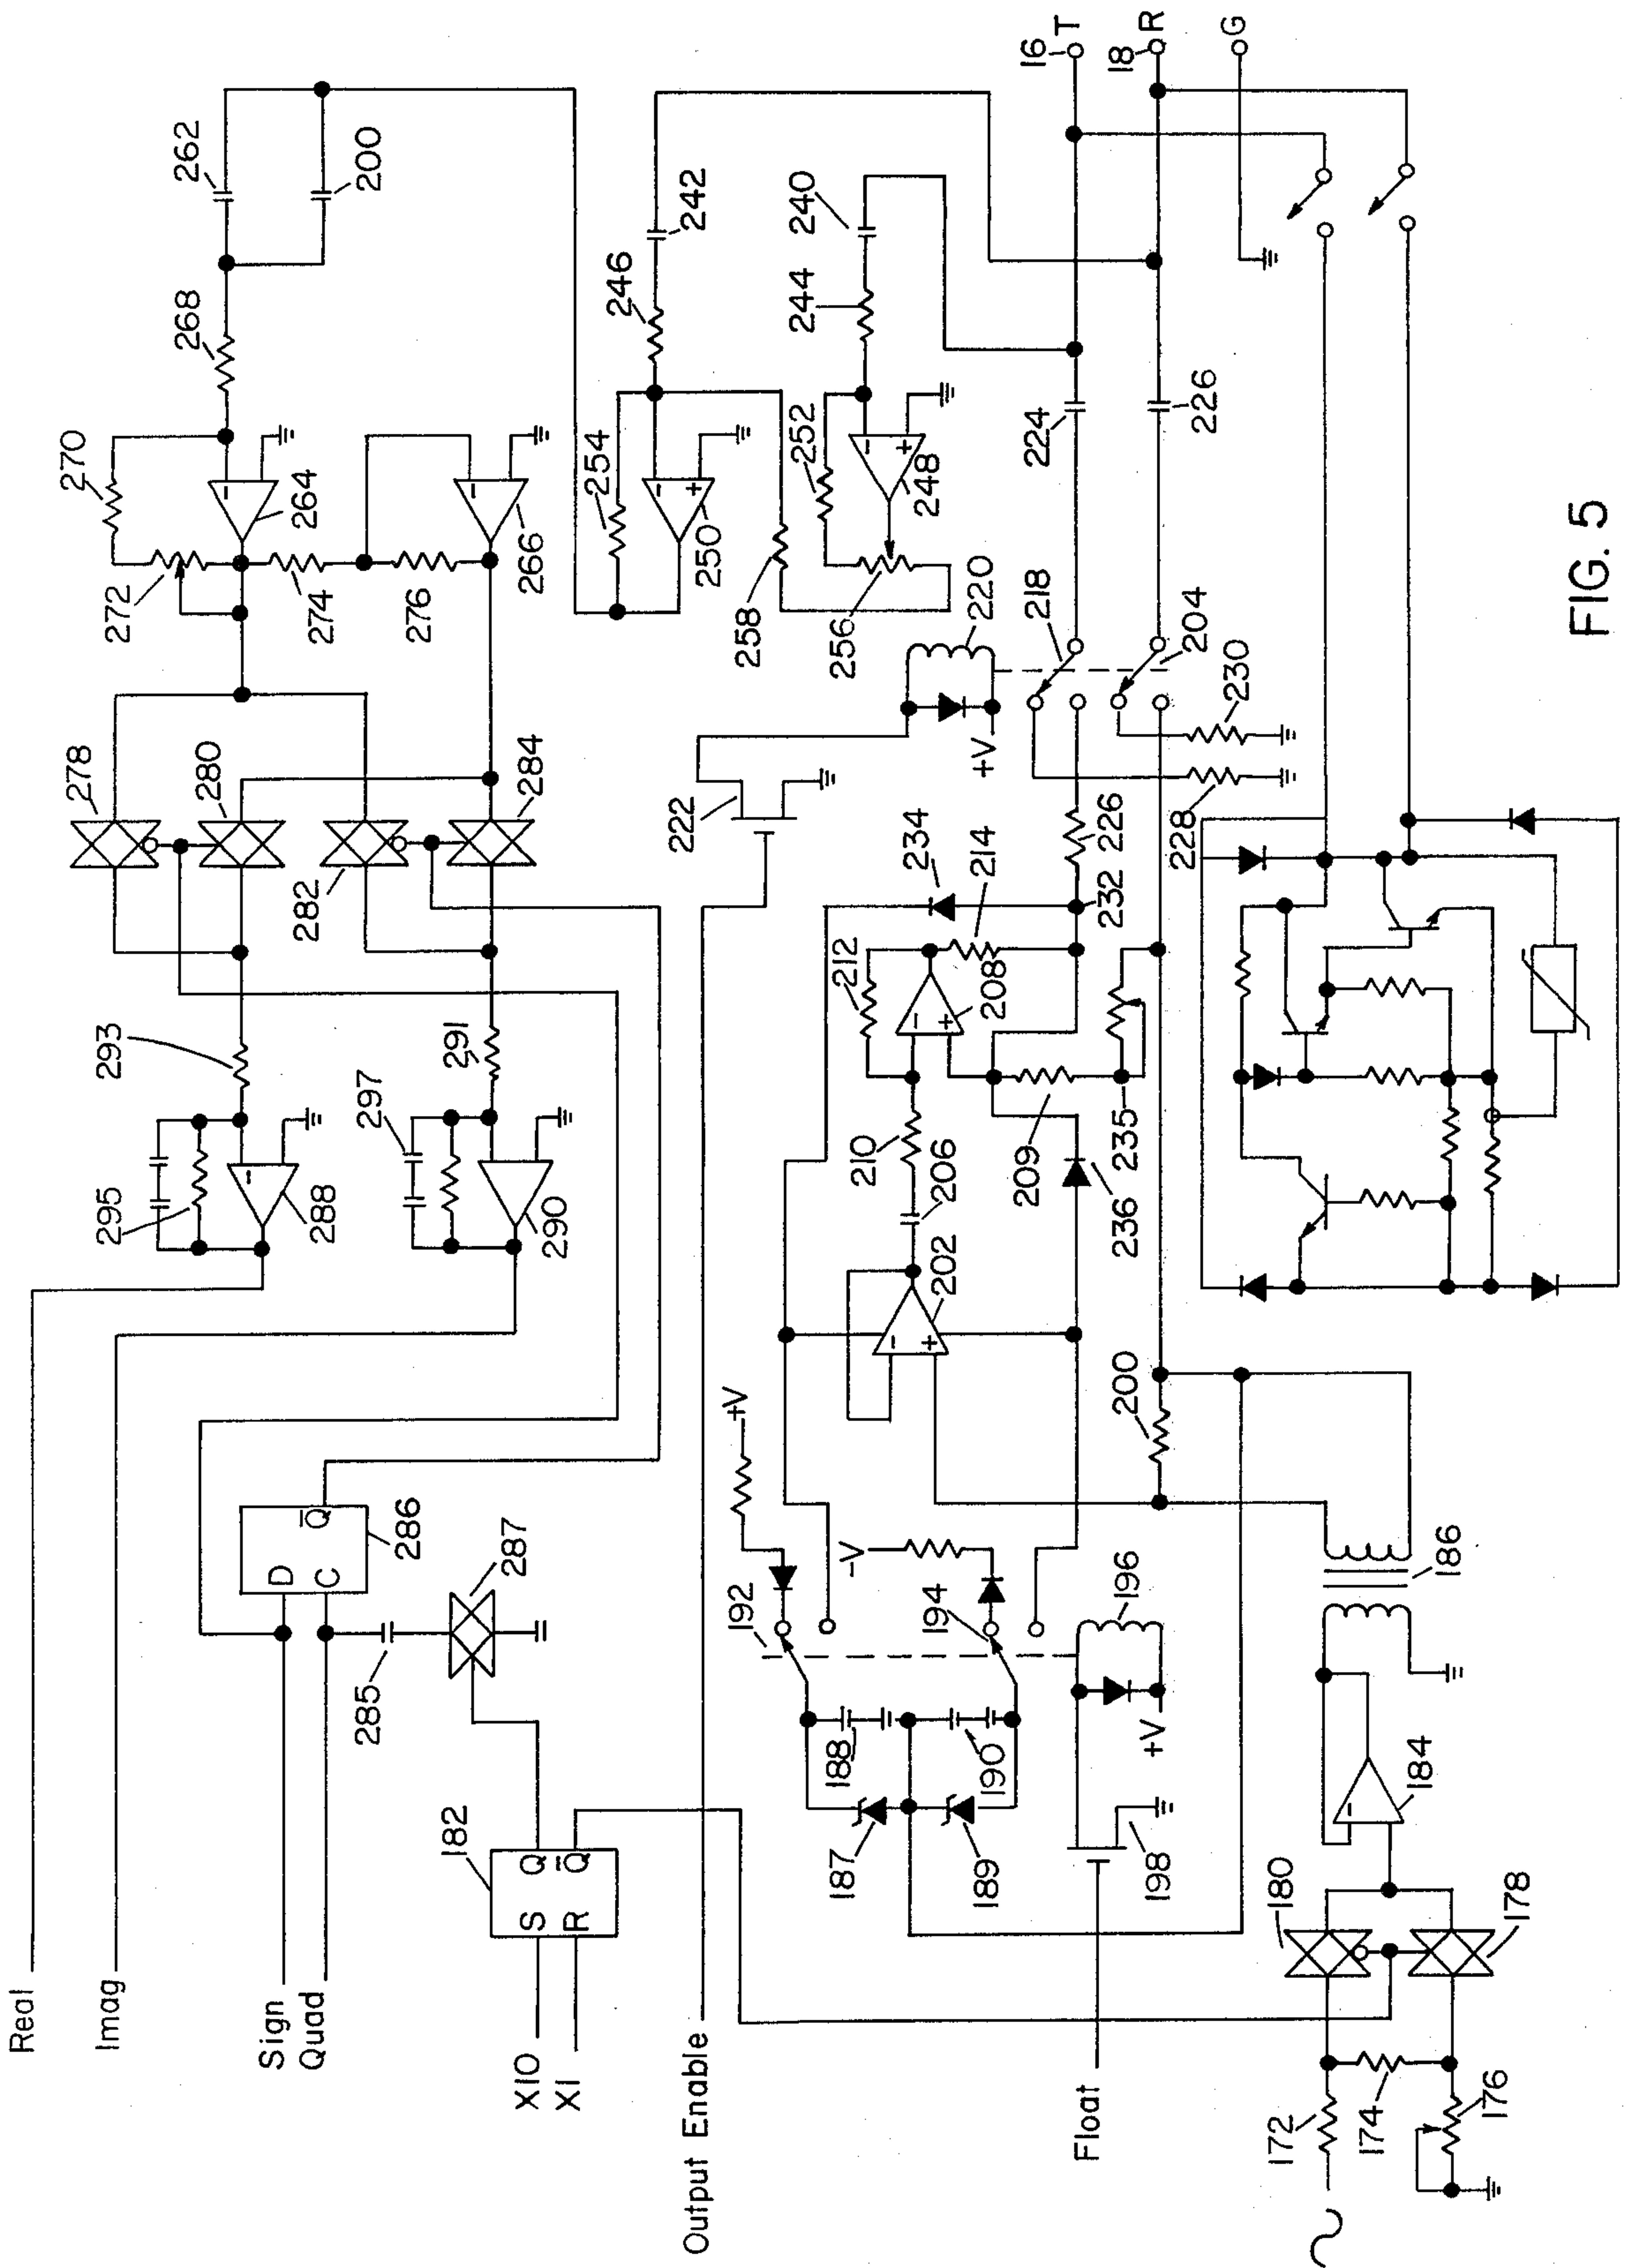 Real
Imag
Sign
Quad
X10
X1
Output Enable
Float
262
200
268
270
272
264
274
276
266
278
280
282
284
293
295
288
297
291
290
D
C
Q̅
286
285
287
182
S
R
Q
Q̅
242
246
254
250
258
240
244
252
248
256
16 T
18 R
G
224
226
218
220
204
230
228
222
+V
234
214
226
232
212
208
210
206
209
235
236
202
200
+V
-V
192
194
196
+V
188
190
187
189
198
186
184
180
178
172
174
176
- - + - + - + - + -
FIG. 5